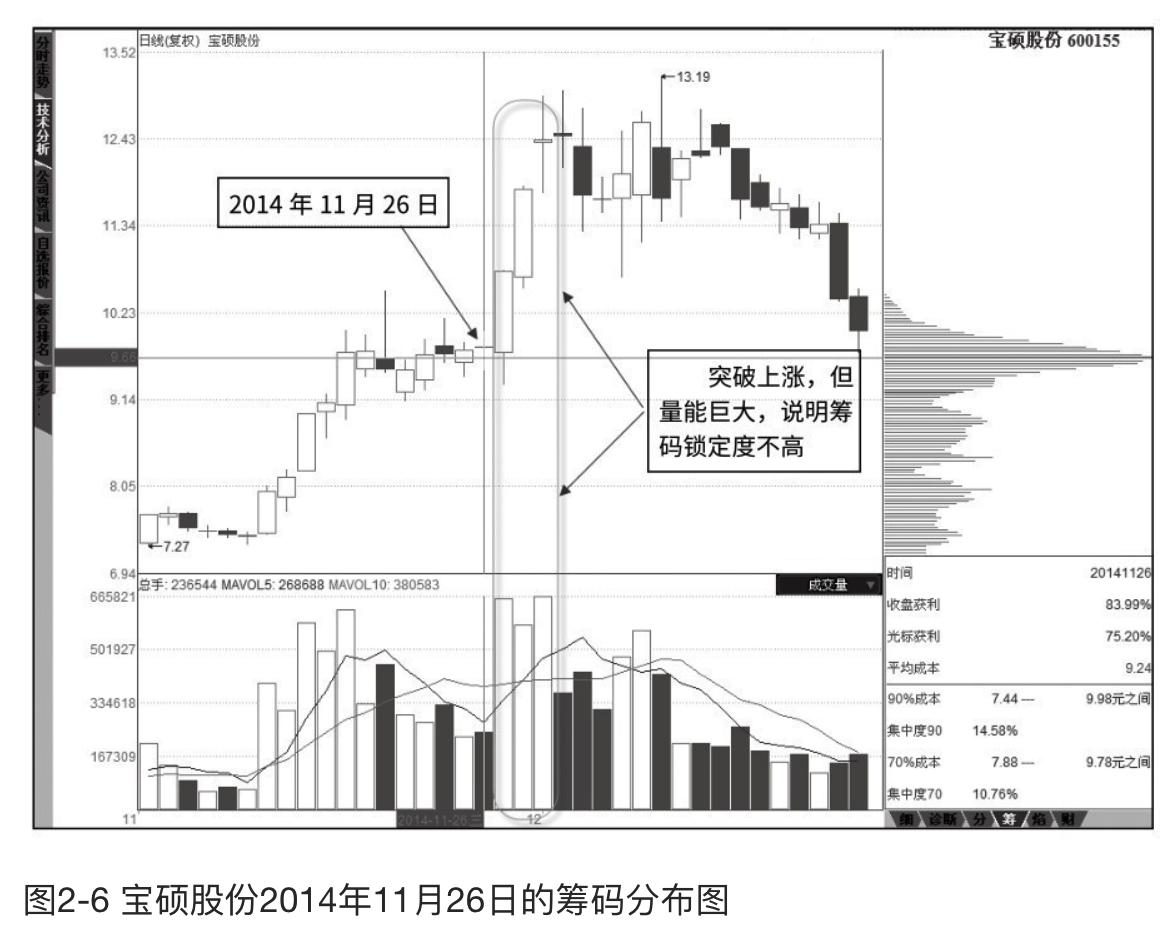 日线(复权) 宝硕股份
宝硕股份 600155
分时走势
技术分析
公司资讯
自选报价
综合排名
更多...
13.52
12.43
11.34
10.23
9.66
9.14
8.05
6.94
13.19
2014 年 11 月 26 日
突破上涨，但
量能巨大，说明筹
码锁定度不高
7.27
总手: 236544 MAVOL5: 268688 MAVOL10: 380583
成交量
665821
501927
334618
167309
11
2014-11-26,三
12
时间 20141126
收盘获利 83.99%
光标获利 75.20%
平均成本 9.24
90%成本 7.44 --- 9.98元之间
集中度90 14.58%
70%成本 7.88 --- 9.78元之间
集中度70 10.76%
细 诊断 分 筹 焰 财
图2-6 宝硕股份2014年11月26日的筹码分布图